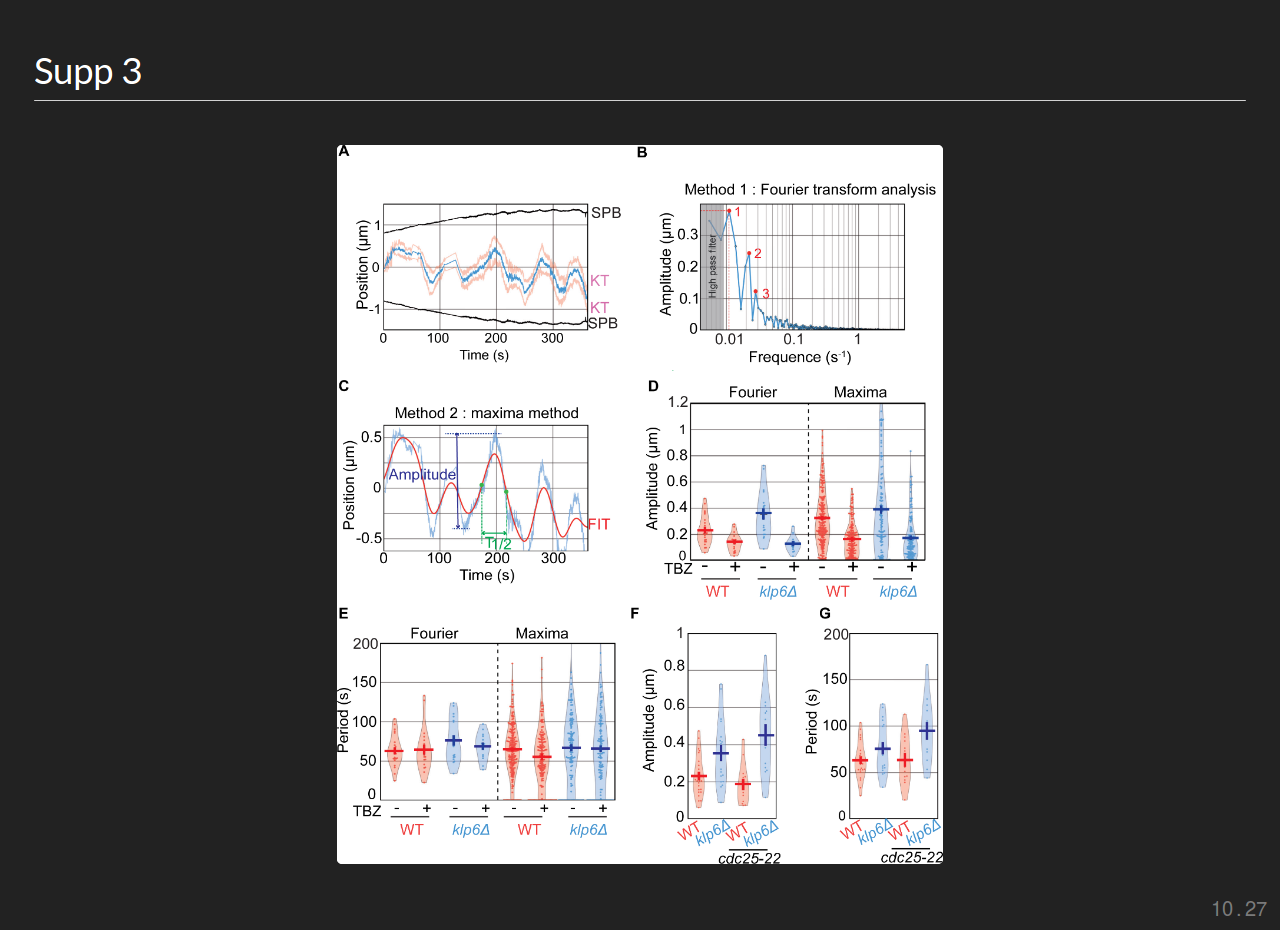 Supp 3
A
Position (µm)
1
0
-1
SPB
KT
KT
SPB
0 100 200 300
Time (s)
B
Method 1 : Fourier transform analysis
Amplitude (µm)
0.3
0.2
0.1
0
High pass filter
1
2
3
0.01 0.1 1
Frequence (s⁻¹)
C
Method 2 : maxima method
Position (µm)
0.5
0
-0.5
Amplitude
T1/2
FIT
0 100 200 300
Time (s)
D
Fourier Maxima
Amplitude (µm)
1.2
1
0.8
0.6
0.4
0.2
0
TBZ - + - + - + - +
WT klp6Δ WT klp6Δ
E
Fourier Maxima
Period (s)
200
150
100
50
0
TBZ - + - + - + - +
WT klp6Δ WT klp6Δ
F
Amplitude (µm)
1
0.8
0.6
0.4
0.2
0
WT klp6Δ WT klp6Δ
cdc25-22
G
Period (s)
200
150
100
50
0
WT klp6Δ WT klp6Δ
cdc25-22
10.27